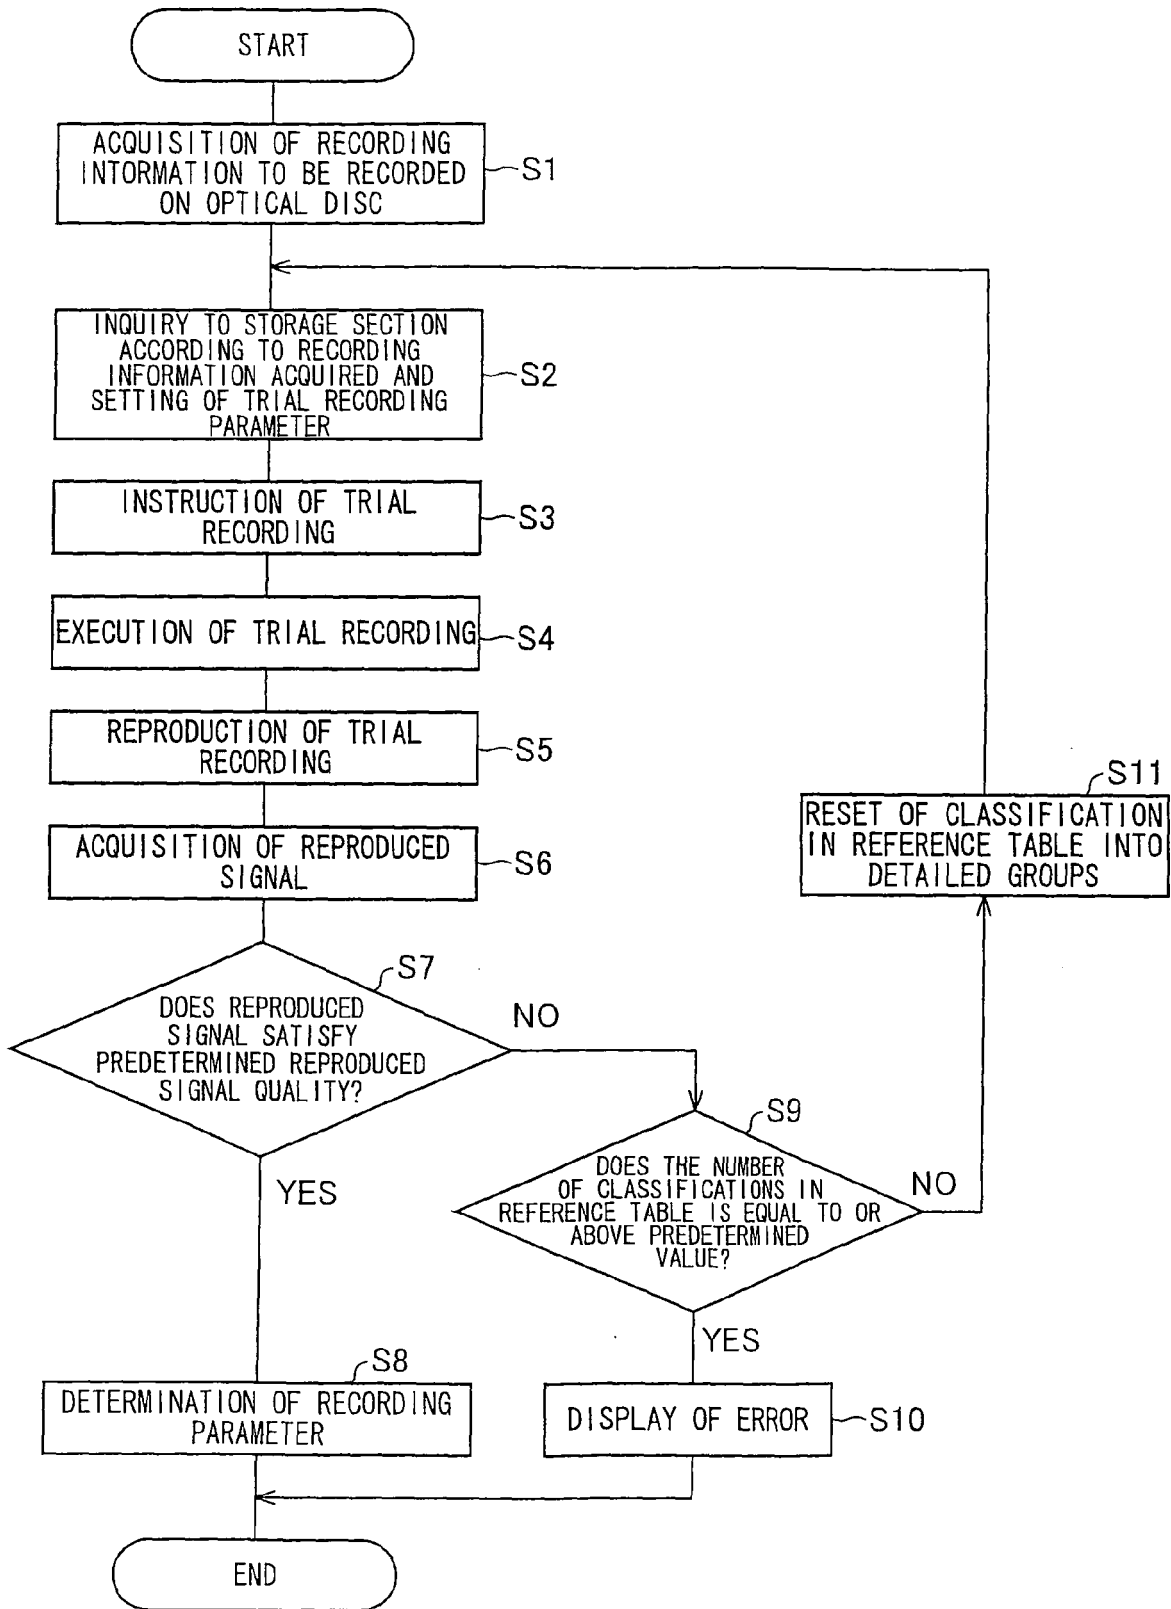 START
ACQUISITION OF RECORDING
INTORMATION TO BE RECORDED
ON OPTICAL DISC
S1
INQUIRY TO STORAGE SECTION
ACCORDING TO RECORDING
INFORMATION ACQUIRED AND
SETTING OF TRIAL RECORDING
PARAMETER
S2
INSTRUCTION OF TRIAL
RECORDING
S3
EXECUTION OF TRIAL RECORDING
S4
REPRODUCTION OF TRIAL
RECORDING
S5
ACQUISITION OF REPRODUCED
SIGNAL
S6
S11
RESET OF CLASSIFICATION
IN REFERENCE TABLE INTO
DETAILED GROUPS
S7
DOES REPRODUCED
SIGNAL SATISFY
PREDETERMINED REPRODUCED
SIGNAL QUALITY?
NO
YES
S9
DOES THE NUMBER
OF CLASSIFICATIONS IN
REFERENCE TABLE IS EQUAL TO OR
ABOVE PREDETERMINED
VALUE?
NO
YES
S8
DETERMINATION OF RECORDING
PARAMETER
DISPLAY OF ERROR
S10
END